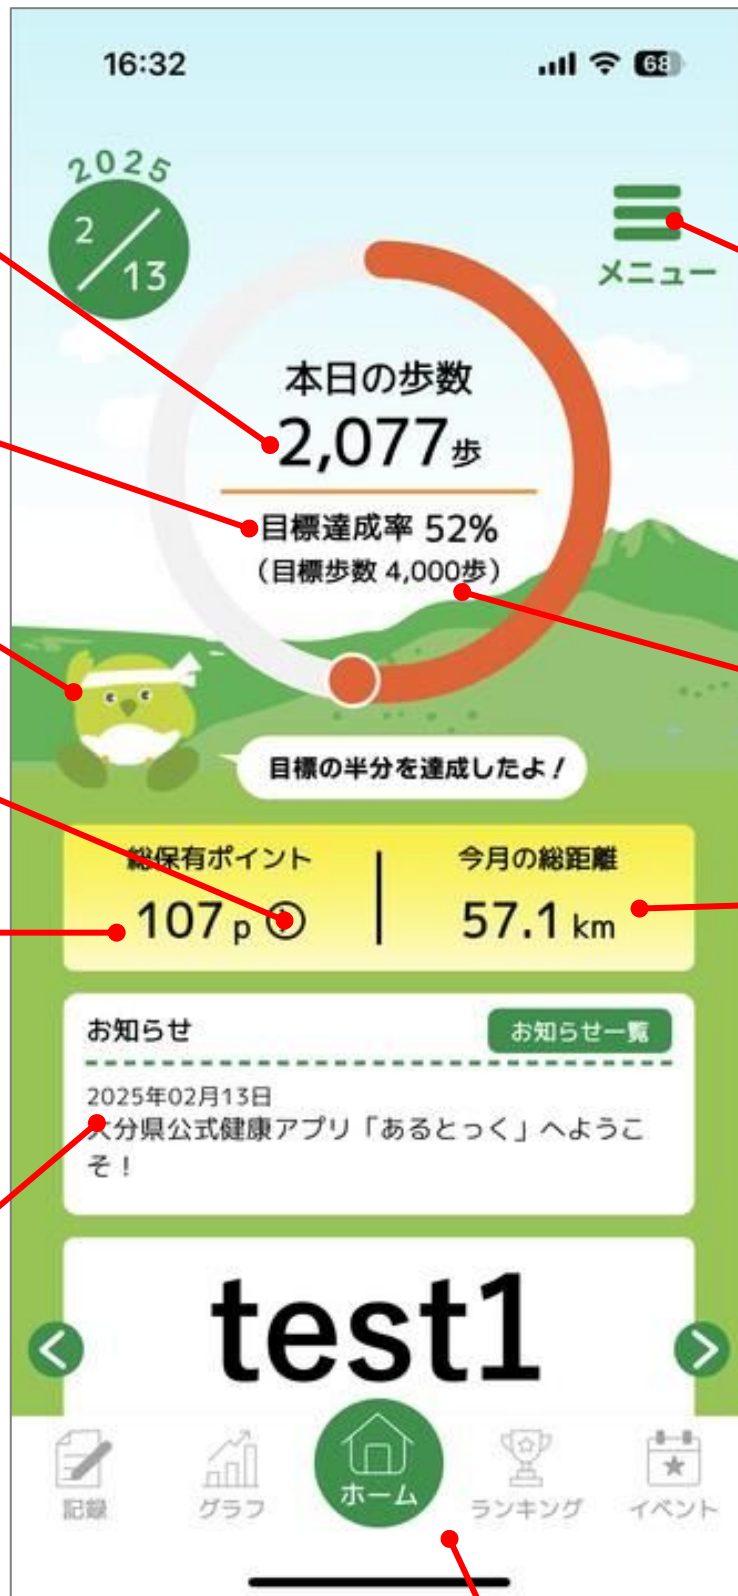 16:32
68
2025
2/13
メニュー
本日の歩数
2,077歩
目標達成率 52%
（目標歩数 4,000歩）
目標の半分を達成したよ！
総保有ポイント
107 p
今月の総距離
57.1 km
お知らせ
お知らせ一覧
2025年02月13日
大分県公式健康アプリ「あるとっく」へようこ
そ！
test1
記録
グラフ
ホーム
ランキング
イベント